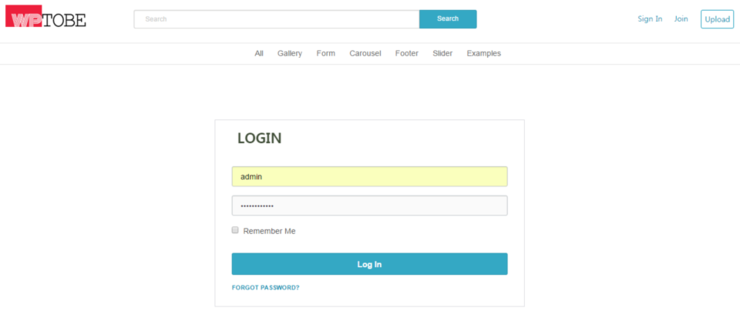 WPTOBE
Search
Search
Sign In
Join
Upload
All
Gallery
Form
Carousel
Footer
Slider
Examples
LOGIN
admin
............
Remember Me
Log In
FORGOT PASSWORD?